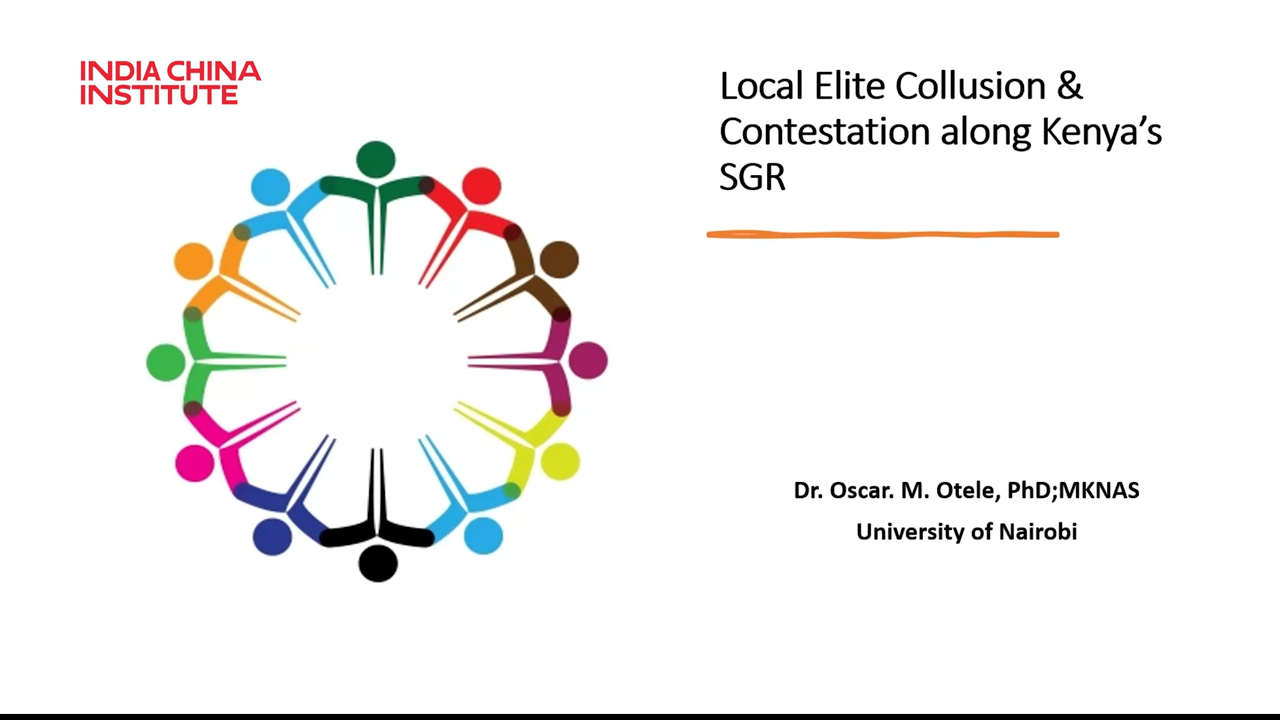 INDIA CHINA
INSTITUTE
Local Elite Collusion &
Contestation along Kenya’s
SGR
Dr. Oscar. M. Otele, PhD;MKNAS
University of Nairobi